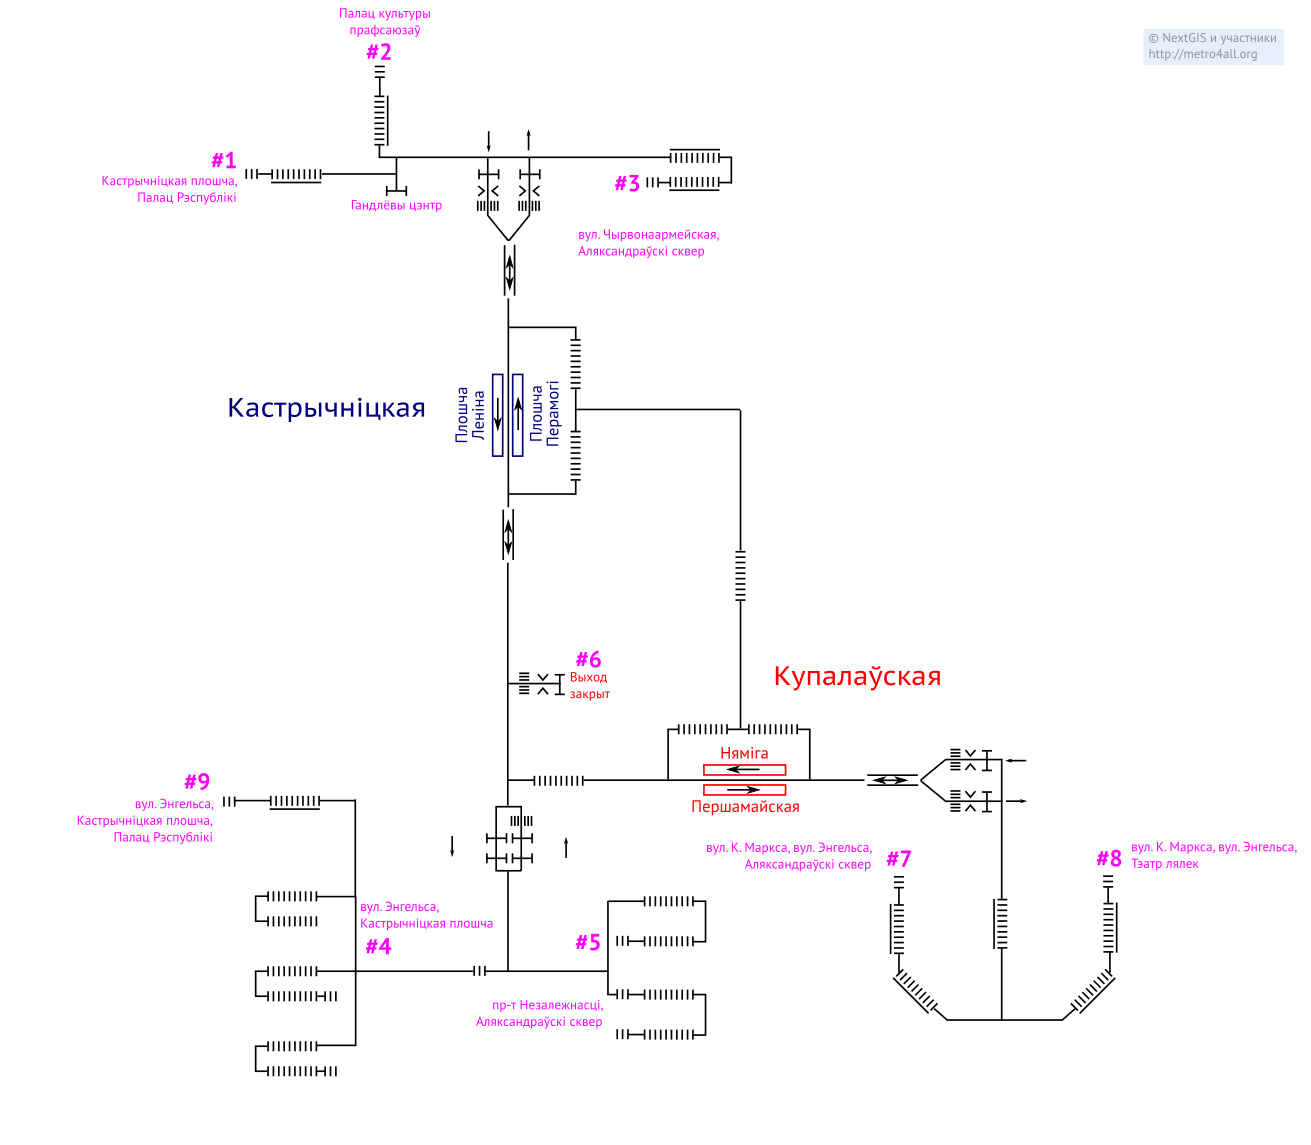 Палац культуры
прафсаюзаў
#2
© NextGIS и участники
http://metro4all.org
#1
Кастрычніцкая плошча,
Палац Рэспублікі
Гандлёвы цэнтр
#3
вул. Чырвонаармейская,
Аляксандраўскі сквер
Кастрычніцкая
Плошча
Леніна
Плошча
Перамогі
#6
Выход
закрыт
Купалаўская
Няміга
Першамайская
#9
вул. Энгельса,
Кастрычніцкая плошча,
Палац Рэспублікі
вул. К. Маркса, вул. Энгельса,
Аляксандраўскі сквер
#7
#8
вул. К. Маркса, вул. Энгельса,
Тэатр лялек
вул. Энгельса,
Кастрычніцкая плошча
#4
#5
пр-т Незалежнасці,
Аляксандраўскі сквер